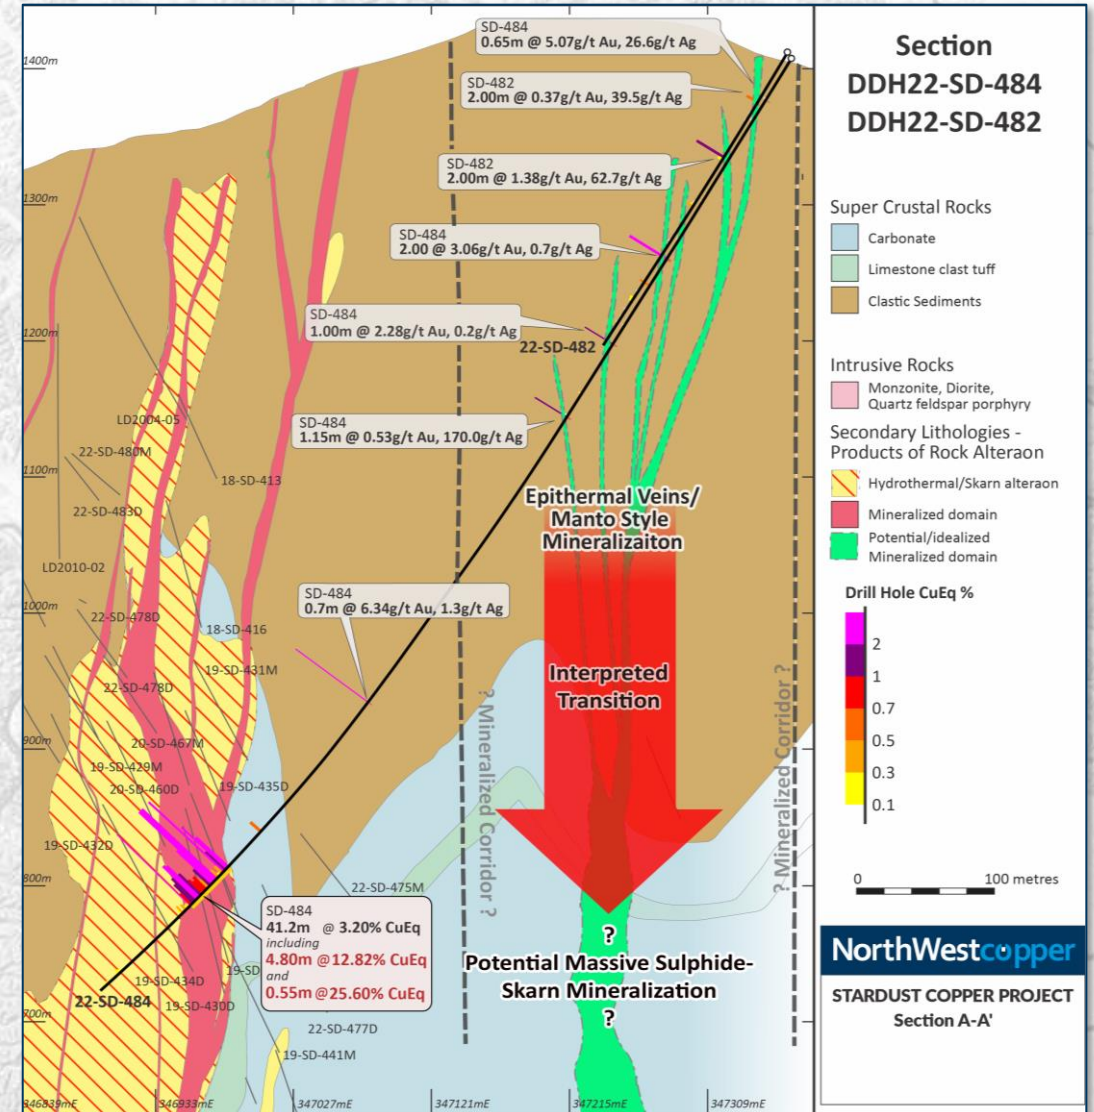 SD-484
0.65m @ 5.07g/t Au, 26.6g/t Ag
1400m
SD-482
2.00m @ 0.37g/t Au, 39.5g/t Ag
SD-482
2.00m @ 1.38g/t Au, 62.7g/t Ag
1300m
SD-484
2.00 @ 3.06g/t Au, 0.7g/t Ag
SD-484
1.00m @ 2.28g/t Au, 0.2g/t Ag
1200m
22-SD-482
SD-484
1.15m @ 0.53g/t Au, 170.0g/t Ag
LD2004-05
22-SD-480M
1100m
18-SD-413
22-SD-483D
Epithermal Veins/
Manto Style
Mineralizaiton
LD2010-02
SD-484
0.7m @ 6.34g/t Au, 1.3g/t Ag
1000m
22-SD-478D
18-SD-416
19-SD-431M
22-SD-478D
Interpreted
Transition
? Mineralized Corridor ?
? Mineralized Corridor ?
900m
20-SD-467M
19-SD-429M
20-SD-460D
19-SD-435D
19-SD-432D
800m
22-SD-475M
SD-484
41.2m @ 3.20% CuEq
including
4.80m @12.82% CuEq
and
0.55m @25.60% CuEq
?
Potential Massive Sulphide-
Skarn Mineralization
?
19-SD
19-SD-434D
22-SD-484
19-SD-430D
700m
22-SD-477D
19-SD-441M
346839mE
346933mE
347027mE
347121mE
347215mE
347309mE
Section
DDH22-SD-484
DDH22-SD-482
Super Crustal Rocks
Carbonate
Limestone clast tuff
Clastic Sediments
Intrusive Rocks
Monzonite, Diorite,
Quartz feldspar porphyry
Secondary Lithologies -
Products of Rock Alteraon
Hydrothermal/Skarn alteraon
Mineralized domain
Potential/idealized
Mineralized domain
Drill Hole CuEq %
2
1
0.7
0.5
0.3
0.1
0
100 metres
NorthWestcopper
STARDUST COPPER PROJECT
Section A-A'